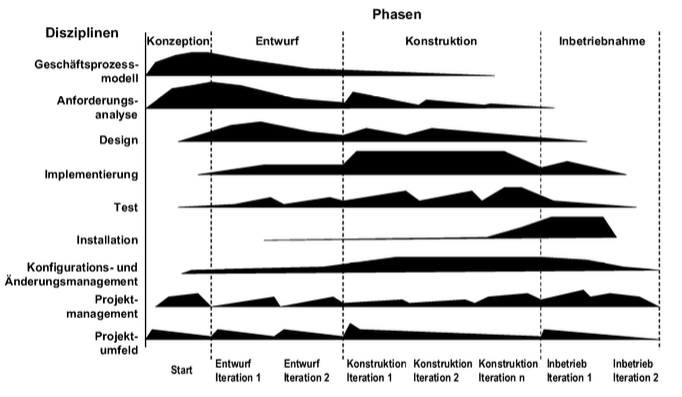 Phasen
Disziplinen
Konzeption
Entwurf
Konstruktion
Inbetriebnahme
Geschäftsprozess-
modell
Anforderungs-
analyse
Design
Implementierung
Test
Installation
Konfigurations- und
Änderungsmanagement
Projekt-
management
Projekt-
umfeld
Start
Entwurf
Iteration 1
Entwurf
Iteration 2
Konstruktion
Iteration 1
Konstruktion
Iteration 2
Konstruktion
Iteration n
Inbetrieb
Iteration 1
Inbetrieb
Iteration 2